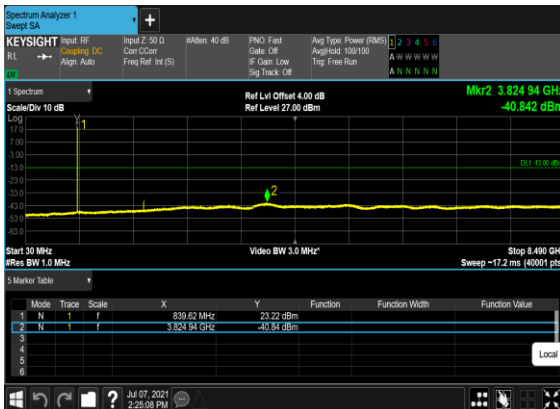 Spectrum Analyzer 1
Swept SA
+
KEYSIGHT Input: RF Input Z: 50 Ω #Atten: 40 dB PNO: Fast Avg Type: Power (RMS) 1 2 3 4 5 6
RL Coupling: DC Corr CCorr Gate: Off Avg|Hold: 100/100 A W W W W W
Align: Auto Freq Ref: Int (S) IF Gain: Low Trig: Free Run
Sig Track: Off A N N N N N
1 Spectrum Ref Lvl Offset 4.00 dB Mkr2 3.824 94 GHz
Scale/Div 10 dB Ref Level 27.00 dBm -40.842 dBm
Log
17.0
7.00
-3.00
-13.0
-23.0
-33.0
-43.0
-53.0
-63.0
1
2
DL1 -13.00 dBm
Start 30 MHz Video BW 3.0 MHz* Stop 8.490 GHz
#Res BW 1.0 MHz Sweep ~17.2 ms (40001 pts)
5 Marker Table
Mode Trace Scale X Y Function Function Width Function Value
1 N 1 f 839.62 MHz 23.22 dBm
2 N 1 f 3.824 94 GHz -40.84 dBm
3
4
5
6
Local
? Jul 07, 2021
2:25:08 PM